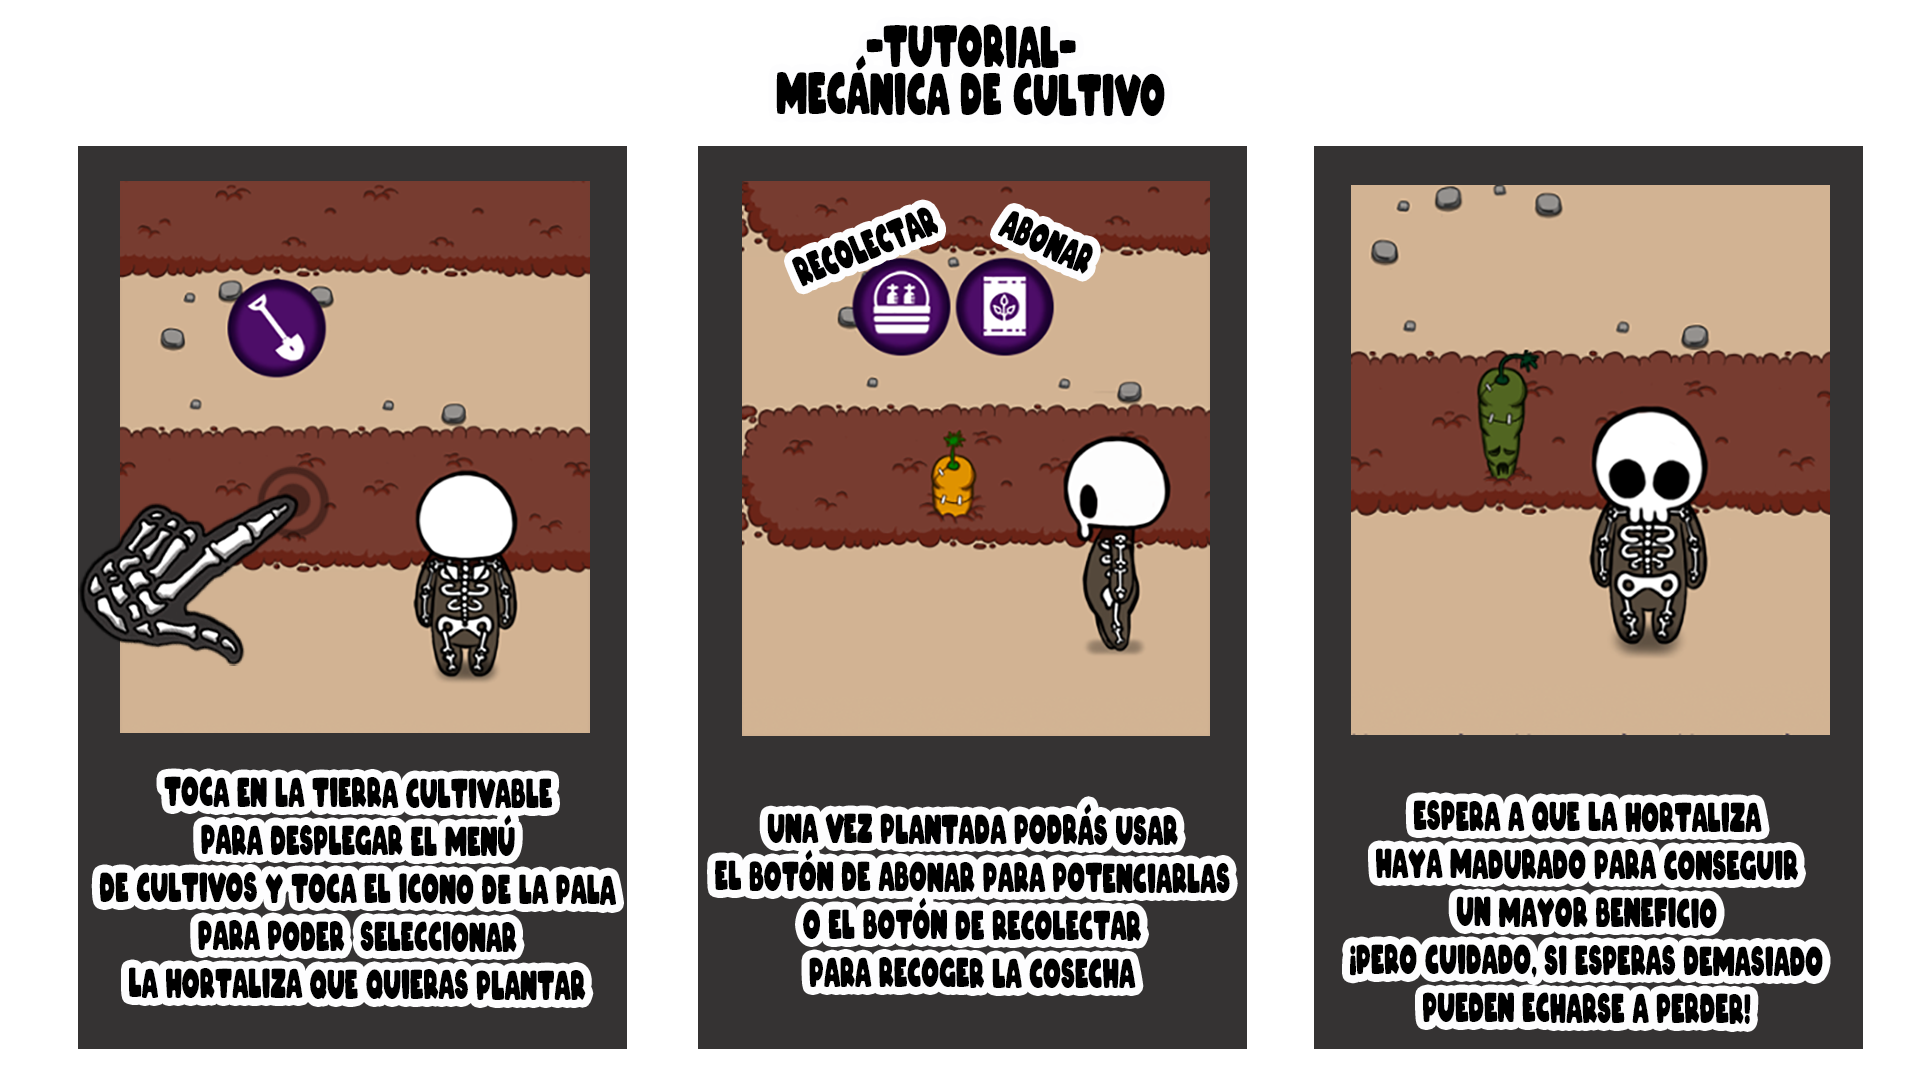 -TUTORIAL-
MECÁNICA DE CULTIVO
TOCA EN LA TIERRA CULTIVABLE
PARA DESPLEGAR EL MENÚ
DE CULTIVOS Y TOCA EL ICONO DE LA PALA
PARA PODER SELECCIONAR
LA HORTALIZA QUE QUIERAS PLANTAR
RECOLECTAR
ABONAR
UNA VEZ PLANTADA PODRÁS USAR
EL BOTÓN DE ABONAR PARA POTENCIARLAS
O EL BOTÓN DE RECOLECTAR
PARA RECOGER LA COSECHA
ESPERA A QUE LA HORTALIZA
HAYA MADURADO PARA CONSEGUIR
UN MAYOR BENEFICIO
¡PERO CUIDADO, SI ESPERAS DEMASIADO
PUEDEN ECHARSE A PERDER!